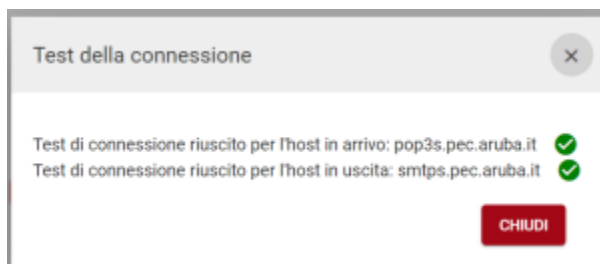 Test della connessione
Test di connessione riuscito per l'host in arrivo: pop3s.pec.aruba.it
Test di connessione riuscito per l'host in uscita: smtps.pec.aruba.it
CHIUDI